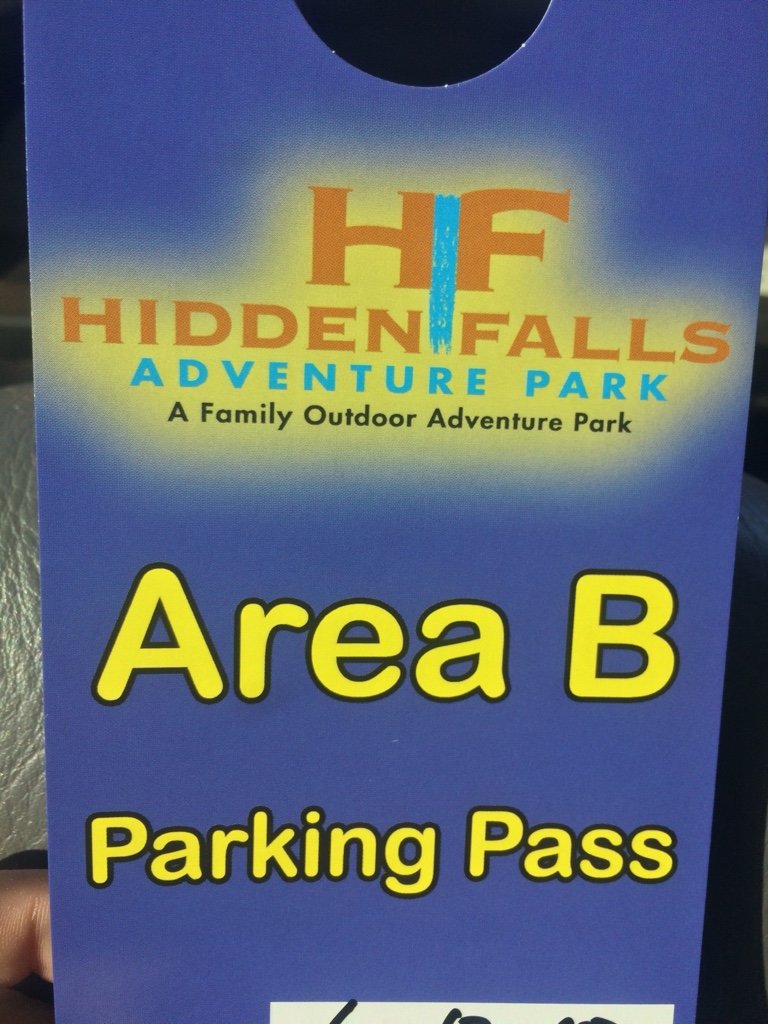 HF
HIDDEN FALLS
ADVENTURE PARK
A Family Outdoor Adventure Park
Area B
Parking Pass